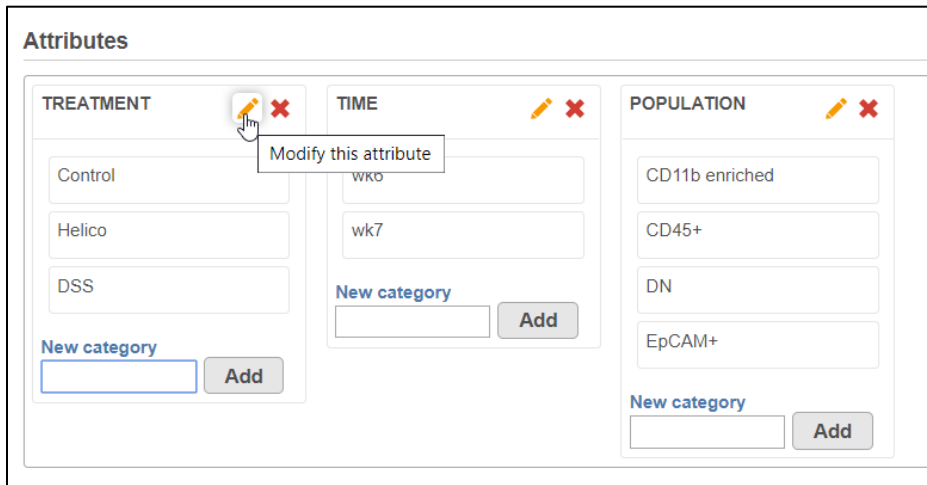 Attributes
TREATMENT
Modify this attribute
Control
Helico
DSS
New category
Add
TIME
wk6
wk7
New category
Add
POPULATION
CD11b enriched
CD45+
DN
EpCAM+
New category
Add